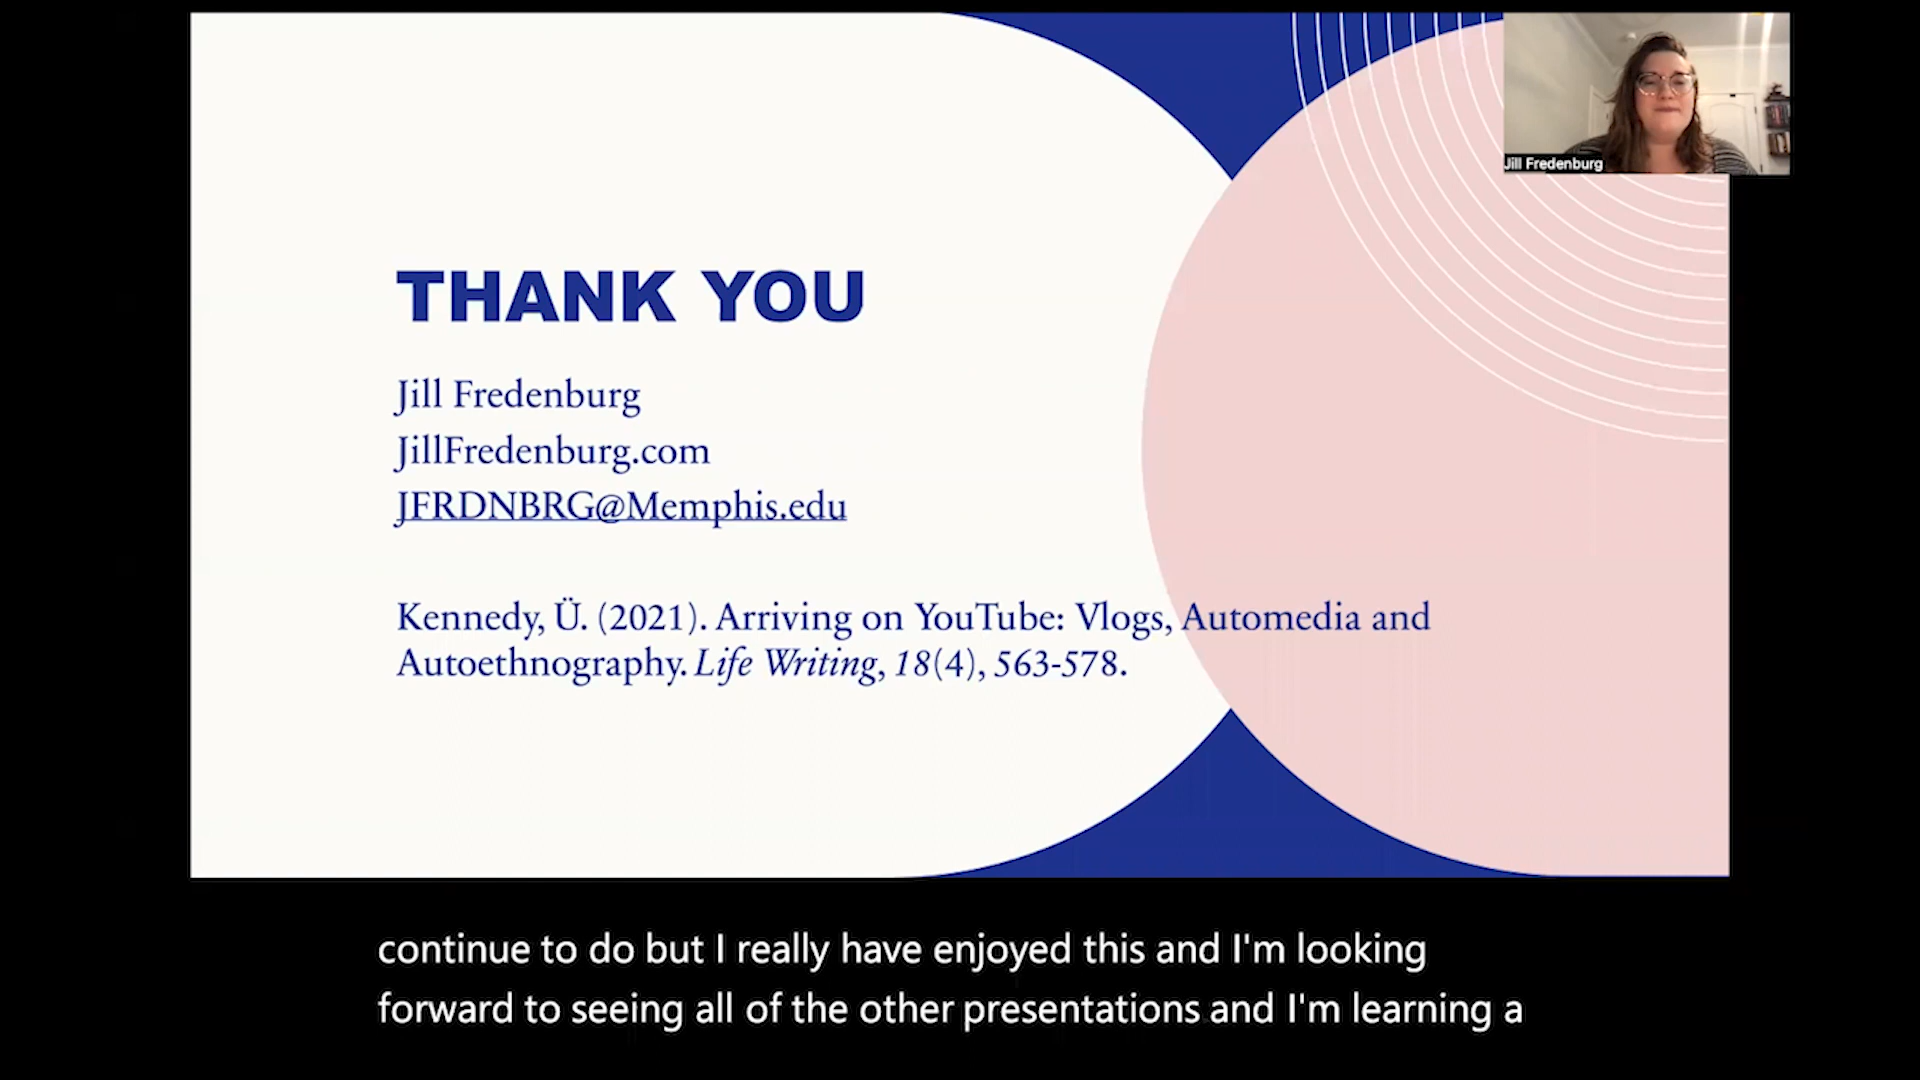 Jill Fredenburg
THANK YOU
Jill Fredenburg
JillFredenburg.com
JFRDNBRG@Memphis.edu
Kennedy, Ü. (2021). Arriving on YouTube: Vlogs, Automedia and
Autoethnography. Life Writing, 18(4), 563-578.
continue to do but I really have enjoyed this and I'm looking
forward to seeing all of the other presentations and I'm learning a